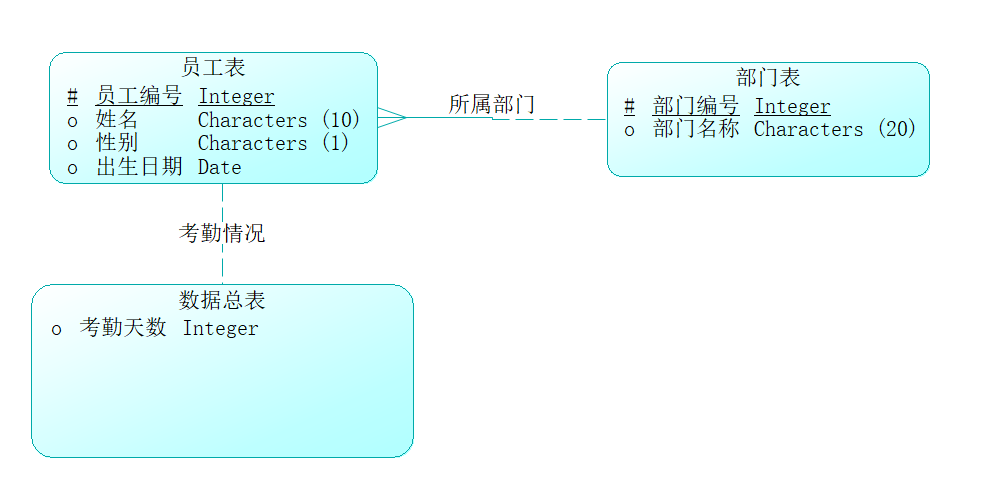 员工表
# 员工编号 Integer
o 姓名 Characters (10)
o 性别 Characters (1)
o 出生日期 Date
所属部门
部门表
# 部门编号 Integer
o 部门名称 Characters (20)
考勤情况
数据总表
o 考勤天数 Integer